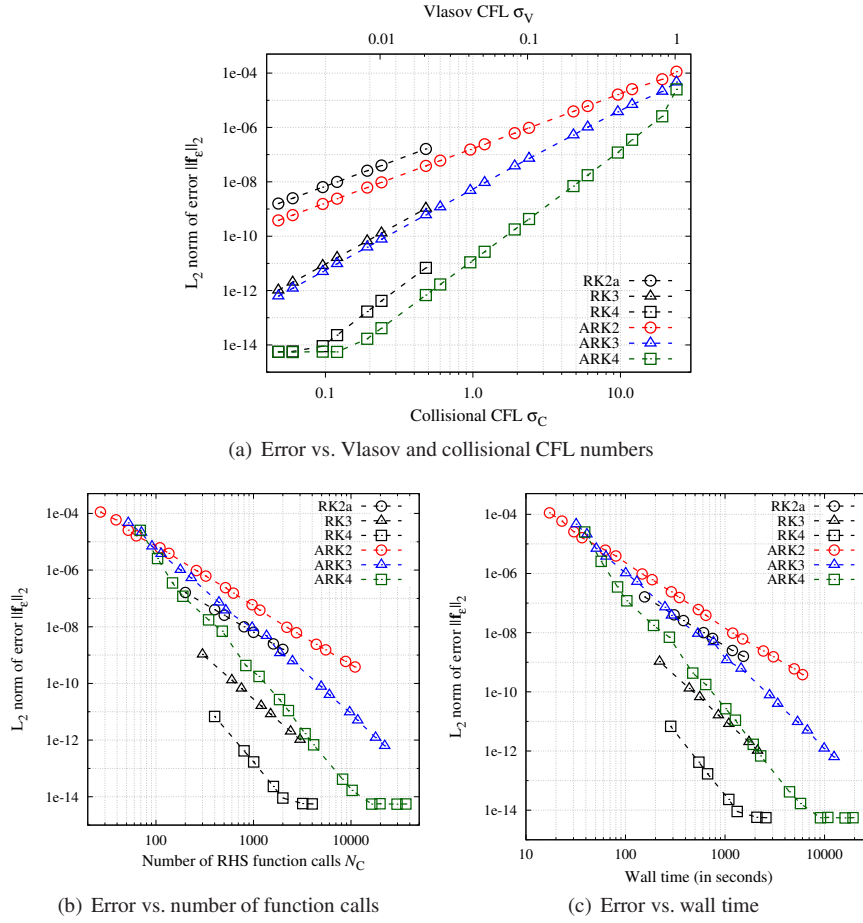 Vlasov CFL σV
0.01 0.1 1
1e-04
1e-06
1e-08
1e-10
1e-12
1e-14
L2 norm of error ||fε||2
RK2a
RK3
RK4
ARK2
ARK3
ARK4
0.1 1.0 10.0
Collisional CFL σC
(a) Error vs. Vlasov and collisional CFL numbers
1e-04
1e-06
1e-08
1e-10
1e-12
1e-14
L2 norm of error ||fε||2
RK2a
RK3
RK4
ARK2
ARK3
ARK4
100 1000 10000
Number of RHS function calls NC
(b) Error vs. number of function calls
1e-04
1e-06
1e-08
1e-10
1e-12
1e-14
L2 norm of error ||fε||2
RK2a
RK3
RK4
ARK2
ARK3
ARK4
10 100 1000 10000
Wall time (in seconds)
(c) Error vs. wall time